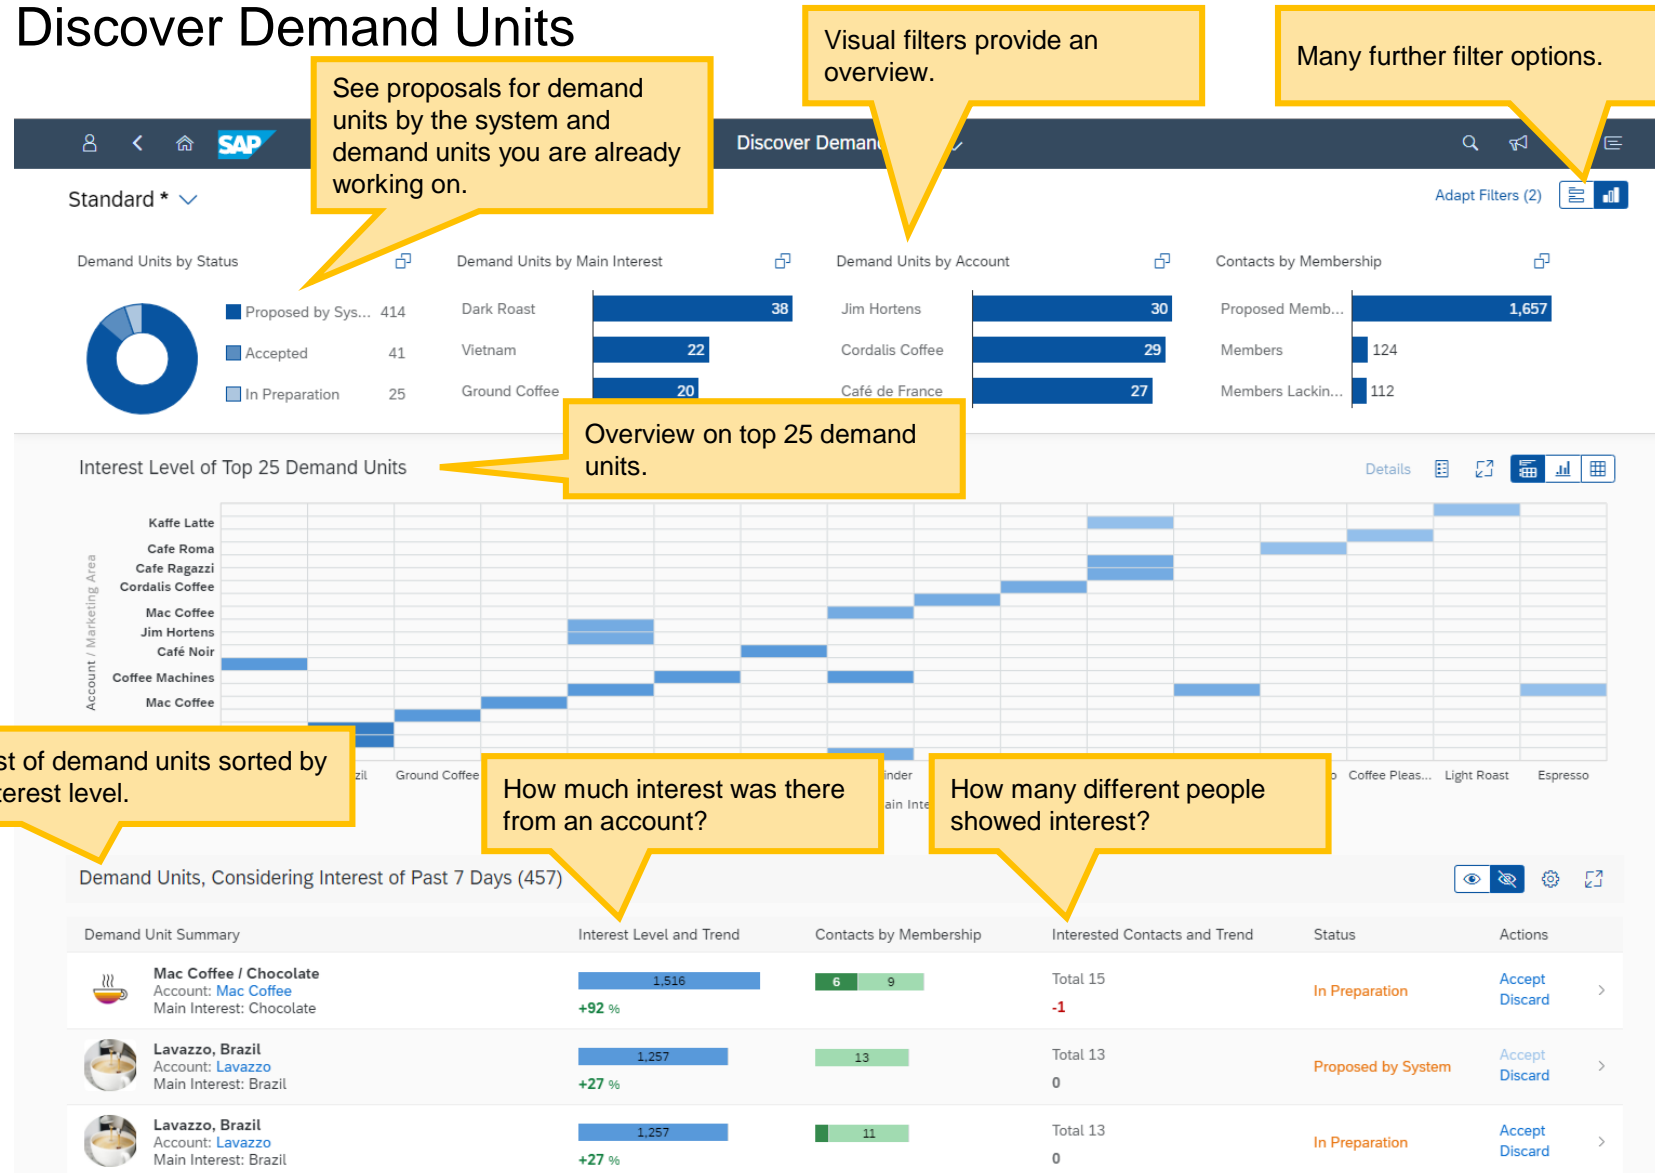 Discover Demand Units
See proposals for demand
units by the system and
demand units you are already
working on.
Visual filters provide an
overview.
Many further filter options.
SAP
Discover Deman
Standard *
Adapt Filters (2)
Demand Units by Status
Proposed by Sys... 414
Accepted 41
In Preparation 25
Demand Units by Main Interest
Dark Roast 38
Vietnam 22
Ground Coffee 20
Demand Units by Account
Jim Hortens 30
Cordalis Coffee 29
Café de France 27
Contacts by Membership
Proposed Memb... 1,657
Members 124
Members Lackin... 112
Overview on top 25 demand
units.
Interest Level of Top 25 Demand Units
Details
Account / Marketing Area
Kaffe Latte
Cafe Roma
Cafe Ragazzi
Cordalis Coffee
Mac Coffee
Jim Hortens
Café Noir
Coffee Machines
Mac Coffee
zil Ground Coffee inder o Coffee Pleas... Light Roast Espresso
ain Inte
st of demand units sorted by
terest level.
How much interest was there
from an account?
How many different people
showed interest?
Demand Units, Considering Interest of Past 7 Days (457)
Demand Unit Summary Interest Level and Trend Contacts by Membership Interested Contacts and Trend Status Actions
Mac Coffee / Chocolate
Account: Mac Coffee
Main Interest: Chocolate
1,516
+92 %
6 9
Total 15
-1
In Preparation
Accept
Discard
Lavazzo, Brazil
Account: Lavazzo
Main Interest: Brazil
1,257
+27 %
13
Total 13
0
Proposed by System
Accept
Discard
Lavazzo, Brazil
Account: Lavazzo
Main Interest: Brazil
1,257
+27 %
11
Total 13
0
In Preparation
Accept
Discard